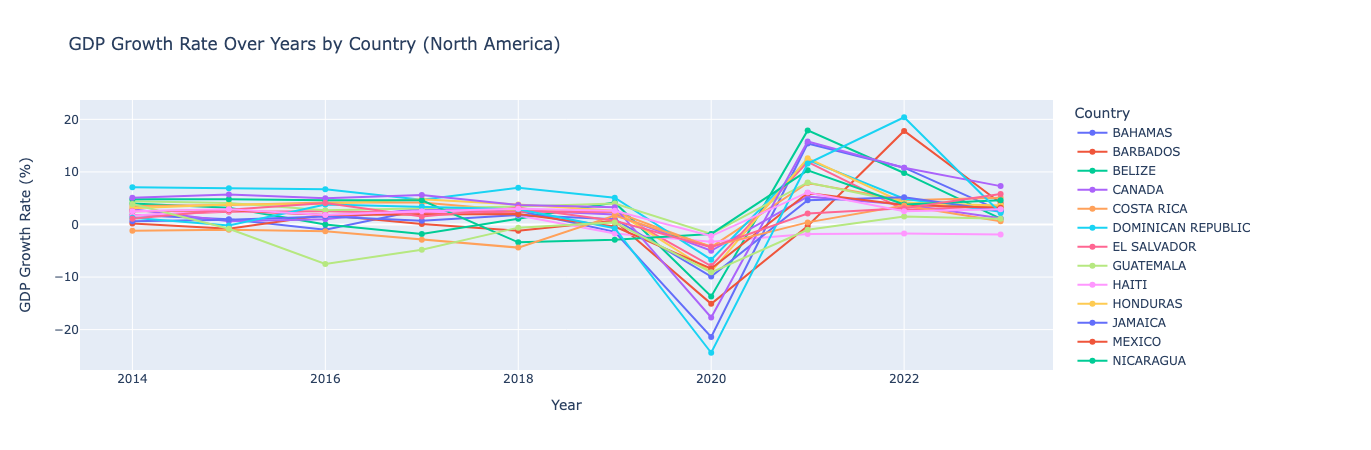 GDP Growth Rate Over Years by Country (North America)
GDP Growth Rate (%)
20
10
0
−10
−20
2014
2016
2018
2020
2022
Year
Country
BAHAMAS
BARBADOS
BELIZE
CANADA
COSTA RICA
DOMINICAN REPUBLIC
EL SALVADOR
GUATEMALA
HAITI
HONDURAS
JAMAICA
MEXICO
NICARAGUA